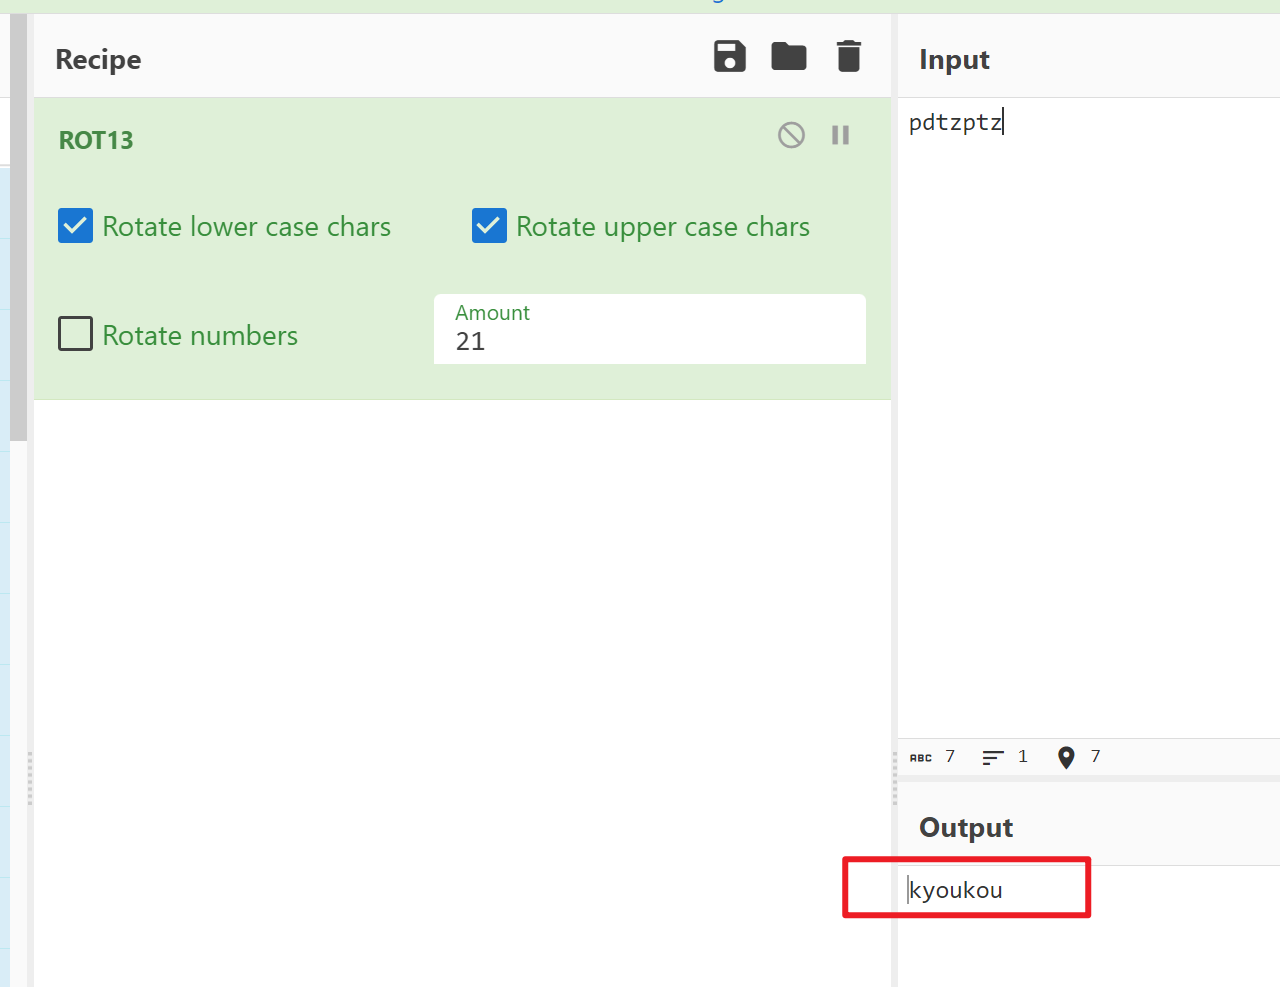 Recipe
ROT13
Rotate lower case chars
Rotate upper case chars
Rotate numbers
Amount
21
Input
pdtzptz
ABC 7 1 7
Output
kyoukou